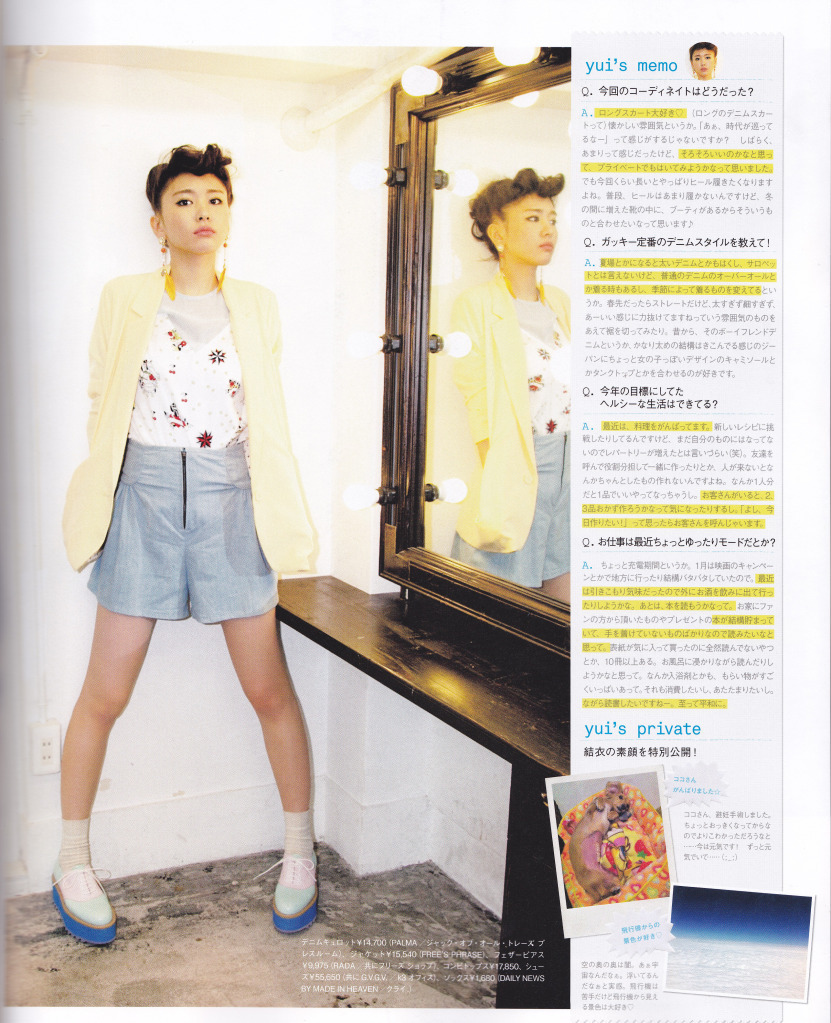 yui's memo
Q. 今回のコーディネイトはどうだった?
A. ロングスカート大好き♡ (ロングのデニムスカー
トって)懐かしい雰囲気というか。「あぁ、時代が巡って
るなー」って感じがするじゃないですか? しばらく、
あまりって感じだったけど、そろそろいいのかなと思っ
て、プライベートでもはいてみようかなって思いました。
でも今回くらい長いとやっぱりヒール履きたくなります
よね。普段、ヒールはあまり履かないんですけど、冬
の間に増えた靴の中に、ブーティがあるからそういうも
のと合わせたいなって思います♪
Q. ガッキー定番のデニムスタイルを教えて!
A. 夏場とかになると太いデニムとかもはくし、サロペッ
トとは言えないけど、普通のデニムのオーバーオールと
か着る時もあるし、季節によって着るものを変えてるとい
うか。春先だったらストレートだけど、太すぎず細すぎず、
あーいい感じに力抜けてますねっていう雰囲気のものを
あえて裾を切ってみたり。昔から、そのボーイフレンドデ
ニムというか、かなり太めの結構はきこんでる感じのジー
パンにちょっと女の子っぽいデザインのキャミソールと
かタンクトップとかを合わせるのが好きです。
Q. 今年の目標にしてた
ヘルシーな生活はできてる?
A. 最近は、料理をがんばってます。新しいレシピに挑
戦したりしてるんですけど、まだ自分のものにはなってな
いのでレパートリーが増えたとは言いづらい(笑)。友達を
呼んで役割分担して一緒に作ったりとか、人が来ないとな
んかちゃんとしたもの作れないんですよね。なんか1人分
だと1品でいいやってなっちゃうし。お客さんがいると、2、
3品おかず作ろうかなって気になったりするし。「よし、今
日作りたい!」って思ったらお客さんを呼んじゃいます。
Q. お仕事は最近ちょっとゆったりモードだとか?
A. ちょっと充電期間というか。1月は映画のキャンペー
ンとかで地方に行ったり結構バタバタしていたので。最近
は引きこもり気味だったので外にお酒を飲みに出て行っ
たりしようかな。あとは、本を読もうかなって。お家にファ
ンの方から頂いたものやプレゼントの本が結構貯まって
いて、手を着けていないものばかりなので読みたいなと
思って。表紙が気に入って買ったのに全然読んでないやつ
とか、10冊以上ある。お風呂に浸かりながら読んだりし
ようかなと思って。なんか入浴剤とかも、もらい物がすご
くいっぱいあって。それも消費したいし、あたたまりたいし。
ながら読書したいですねー。至って平和に。
yui's private
結衣の素顔を特別公開!
ココさん
がんばりました☆
ココさん、避妊手術しました。
ちょっとおっきくなってからな
のでよりこわかっただろうなと
……今は元気です! ずっと元
気でいて……(;_;)
飛行機からの
景色が好き
空の奥の奥は闇。あぁ宇
宙なんだなぁ。浮いてるん
だなぁと実感。飛行機は
苦手だけど飛行機から見え
る景色は大好き♡
デニムキュロット¥14,700(PALMA/ジャック・オブ・オール・トレーズ プ
レスルーム)、ジャケット¥15,540(FREE'S PHRASE)、フェザーピアス
¥9,975(RADA/共にフリーズ ショップ)、コンビトップス¥17,850、シュー
ズ¥55,650(共にG.V.G.V./k3 オフィス)、ソックス¥1,680(DAILY NEWS
BY MADE IN HEAVEN/クライ)